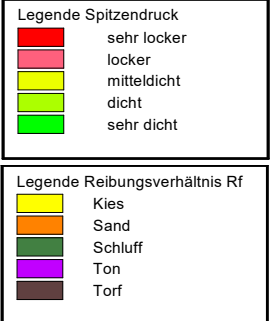 Legende Spitzendruck
sehr locker
locker
mitteldicht
dicht
sehr dicht
Legende Reibungsverhältnis Rf
Kies
Sand
Schluff
Ton
Torf